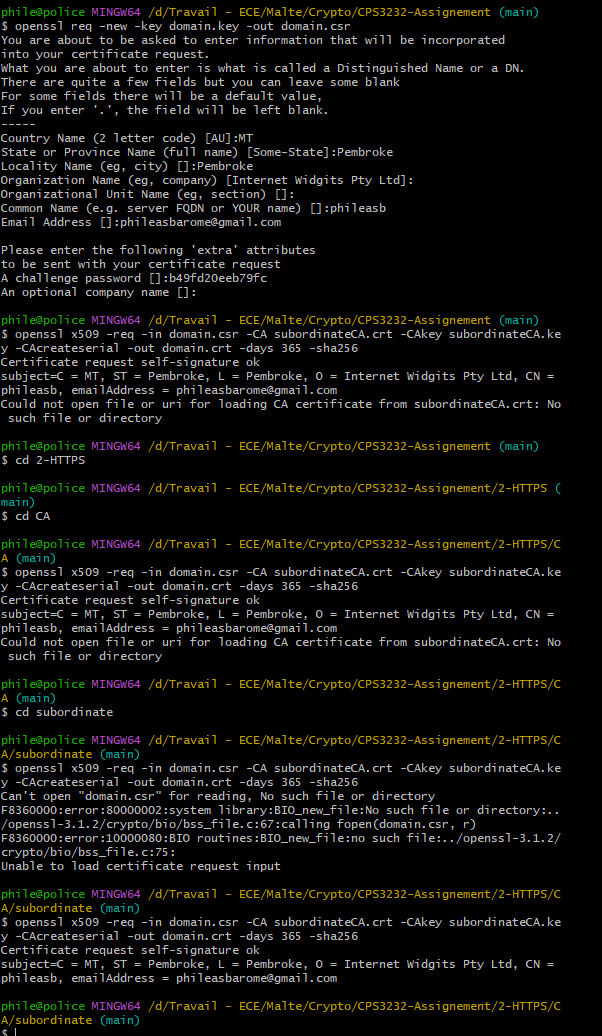 phile@police MINGW64 /d/Travail - ECE/Malte/Crypto/CPS3232-Assignement (main)
$ openssl req -new -key domain.key -out domain.csr
You are about to be asked to enter information that will be incorporated
into your certificate request.
What you are about to enter is what is called a Distinguished Name or a DN.
There are quite a few fields but you can leave some blank
For some fields there will be a default value,
If you enter '.', the field will be left blank.
-----
Country Name (2 letter code) [AU]:MT
State or Province Name (full name) [Some-State]:Pembroke
Locality Name (eg, city) []:Pembroke
Organization Name (eg, company) [Internet Widgits Pty Ltd]:
Organizational Unit Name (eg, section) []:
Common Name (e.g. server FQDN or YOUR name) []:phileasb
Email Address []:phileasbarome@gmail.com

Please enter the following 'extra' attributes
to be sent with your certificate request
A challenge password []:b49fd20eeb79fc
An optional company name []:

phile@police MINGW64 /d/Travail - ECE/Malte/Crypto/CPS3232-Assignement (main)
$ openssl x509 -req -in domain.csr -CA subordinateCA.crt -CAkey subordinateCA.ke
y -CAcreateserial -out domain.crt -days 365 -sha256
Certificate request self-signature ok
subject=C = MT, ST = Pembroke, L = Pembroke, O = Internet Widgits Pty Ltd, CN =
phileasb, emailAddress = phileasbarome@gmail.com
Could not open file or uri for loading CA certificate from subordinateCA.crt: No
 such file or directory

phile@police MINGW64 /d/Travail - ECE/Malte/Crypto/CPS3232-Assignement (main)
$ cd 2-HTTPS

phile@police MINGW64 /d/Travail - ECE/Malte/Crypto/CPS3232-Assignement/2-HTTPS (
main)
$ cd CA

phile@police MINGW64 /d/Travail - ECE/Malte/Crypto/CPS3232-Assignement/2-HTTPS/C
A (main)
$ openssl x509 -req -in domain.csr -CA subordinateCA.crt -CAkey subordinateCA.ke
y -CAcreateserial -out domain.crt -days 365 -sha256
Certificate request self-signature ok
subject=C = MT, ST = Pembroke, L = Pembroke, O = Internet Widgits Pty Ltd, CN =
phileasb, emailAddress = phileasbarome@gmail.com
Could not open file or uri for loading CA certificate from subordinateCA.crt: No
 such file or directory

phile@police MINGW64 /d/Travail - ECE/Malte/Crypto/CPS3232-Assignement/2-HTTPS/C
A (main)
$ cd subordinate

phile@police MINGW64 /d/Travail - ECE/Malte/Crypto/CPS3232-Assignement/2-HTTPS/C
A/subordinate (main)
$ openssl x509 -req -in domain.csr -CA subordinateCA.crt -CAkey subordinateCA.ke
y -CAcreateserial -out domain.crt -days 365 -sha256
Can't open "domain.csr" for reading, No such file or directory
F8360000:error:80000002:system library:BIO_new_file:No such file or directory:..
/openssl-3.1.2/crypto/bio/bss_file.c:67:calling fopen(domain.csr, r)
F8360000:error:10000080:BIO routines:BIO_new_file:no such file:../openssl-3.1.2/
crypto/bio/bss_file.c:75:
Unable to load certificate request input

phile@police MINGW64 /d/Travail - ECE/Malte/Crypto/CPS3232-Assignement/2-HTTPS/C
A/subordinate (main)
$ openssl x509 -req -in domain.csr -CA subordinateCA.crt -CAkey subordinateCA.ke
y -CAcreateserial -out domain.crt -days 365 -sha256
Certificate request self-signature ok
subject=C = MT, ST = Pembroke, L = Pembroke, O = Internet Widgits Pty Ltd, CN =
phileasb, emailAddress = phileasbarome@gmail.com

phile@police MINGW64 /d/Travail - ECE/Malte/Crypto/CPS3232-Assignement/2-HTTPS/C
A/subordinate (main)
$